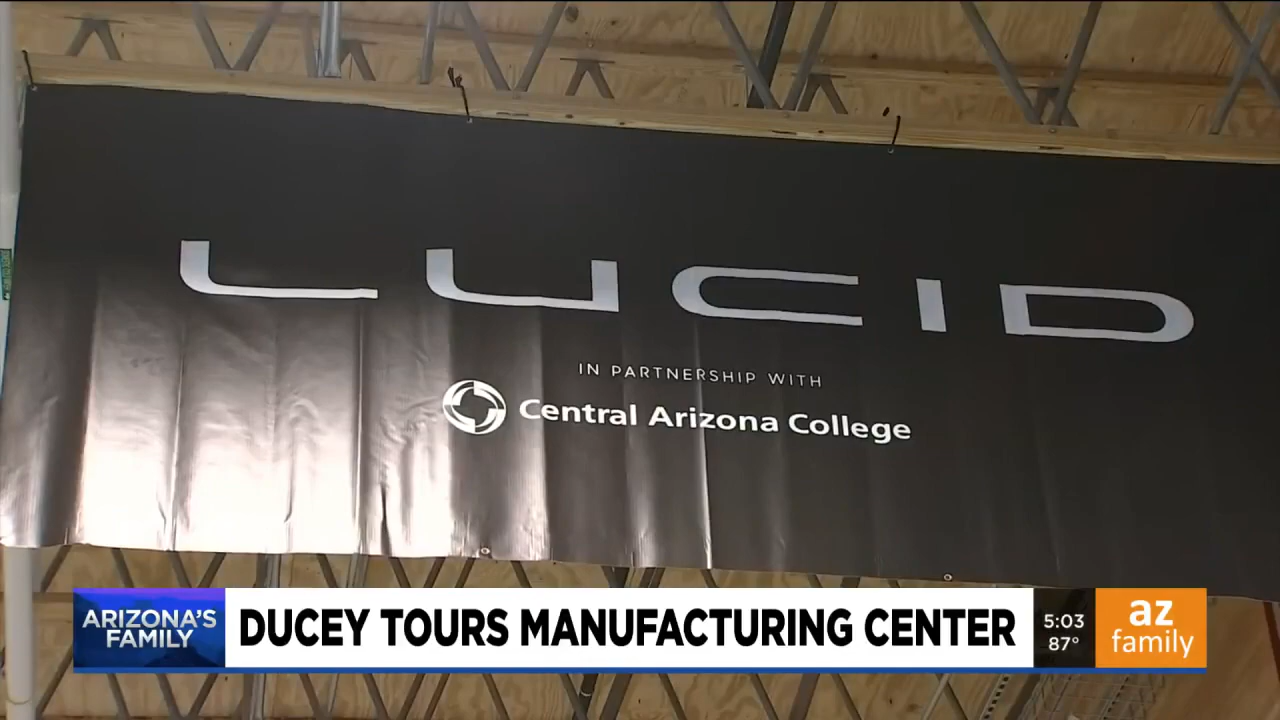 LUCID
IN PARTNERSHIP WITH
Central Arizona College
ARIZONA'S
FAMILY
DUCEY TOURS MANUFACTURING CENTER
5:03
87°
az
family